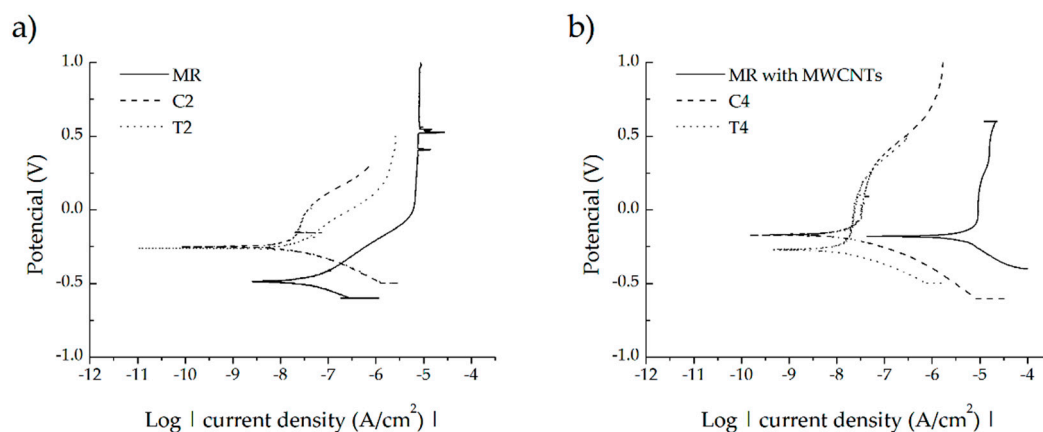 a)
MR
C2
T2
1.0
0.5
0.0
-0.5
-1.0
Potencial (V)
-12 -11 -10 -9 -8 -7 -6 -5 -4
Log | current density (A/cm²) |
b)
MR with MWCNTs
C4
T4
1.0
0.5
0.0
-0.5
-1.0
Potencial (V)
-12 -11 -10 -9 -8 -7 -6 -5 -4
Log | current density (A/cm²) |